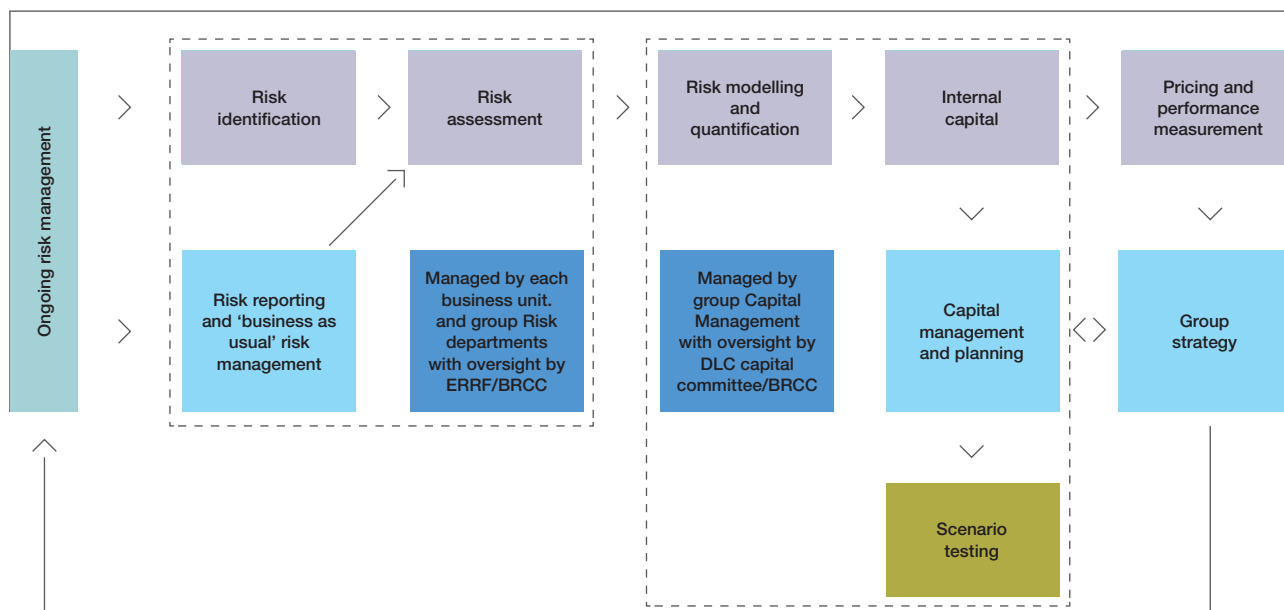 Ongoing risk management
Risk
identification
Risk
assessment
Risk modelling
and
quantification
Internal
capital
Pricing and
performance
measurement
Risk reporting
and ‘business as
usual’ risk
management
Managed by each
business unit.
and group Risk
departments
with oversight by
ERRF/BRCC
Managed by
group Capital
Management
with oversight by
DLC capital
committee/BRCC
Capital
management
and planning
Group
strategy
Scenario
testing